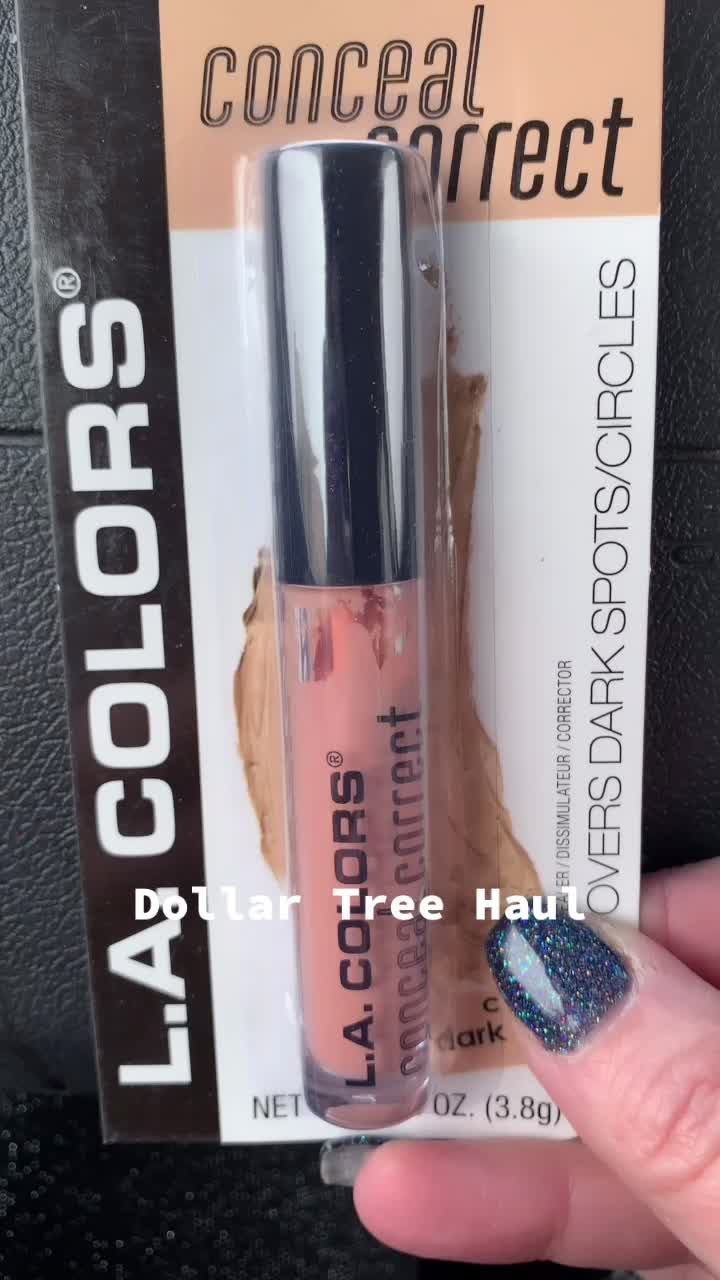 conceal
correct
L.A. COLORS®
COVERS DARK SPOTS/CIRCLES
/ DISSIMULATEUR / CORRECTOR
L.A. COLORS®
conceal correct
Dollar Tree Haul
dark
NET
OZ. (3.8g)